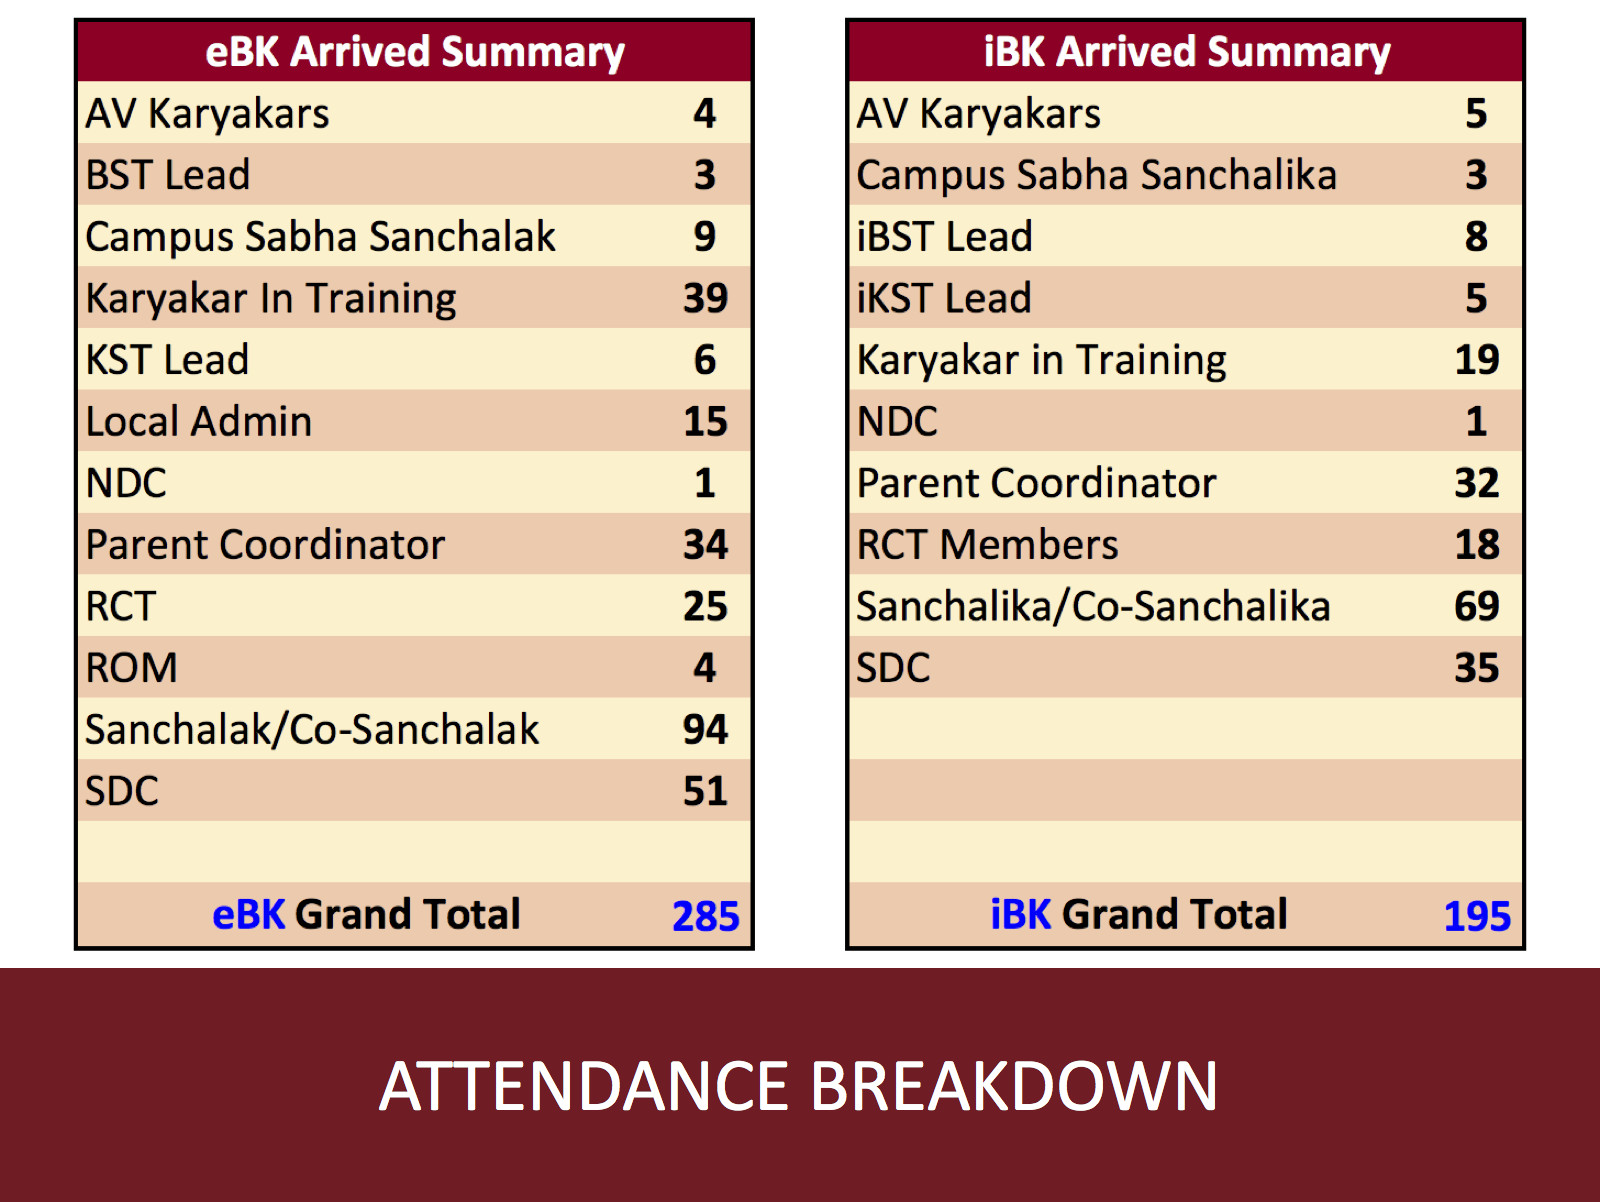 eBK Arrived Summary
AV Karyakars 4
BST Lead 3
Campus Sabha Sanchalak 9
Karyakar In Training 39
KST Lead 6
Local Admin 15
NDC 1
Parent Coordinator 34
RCT 25
ROM 4
Sanchalak/Co-Sanchalak 94
SDC 51
eBK Grand Total 285
iBK Arrived Summary
AV Karyakars 5
Campus Sabha Sanchalika 3
iBST Lead 8
iKST Lead 5
Karyakar in Training 19
NDC 1
Parent Coordinator 32
RCT Members 18
Sanchalika/Co-Sanchalika 69
SDC 35
iBK Grand Total 195
ATTENDANCE BREAKDOWN